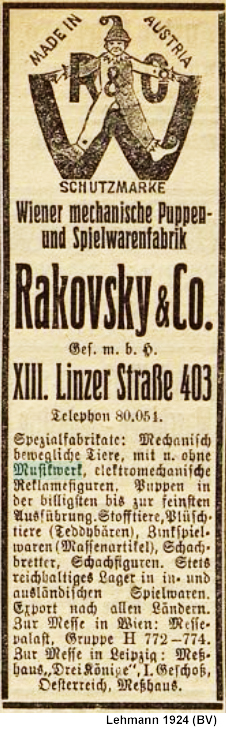 MADE IN AUSTRIA
R & C
W
SCHUTZMARKE
Wiener mechanische Puppen-
und Spielwarenfabrik
Rakovsky & Co.
Ges. m. b. H.
XIII. Linzer Straße 403
Telephon 80.051.
Spezialfabrikate: Mechanisch
bewegliche Tiere, mit u. ohne
Musikwerk, elektromechanische
Reklamefiguren, Puppen in
der billigsten bis zur feinsten
Ausführung. Stofftiere, Plüsch-
tiere (Teddybären), Zinkspiel-
waren (Massenartikel), Schach-
bretter, Schachfiguren. Stets
reichhaltiges Lager in in- und
ausländischen Spielwaren.
Export nach allen Ländern.
Zur Messe in Wien: Messe-
palast, Gruppe H 772—774.
Zur Messe in Leipzig: Meß-
haus „Drei Könige“, I. Geschoß,
Oesterreich, Meßhaus.
Lehmann 1924 (BV)